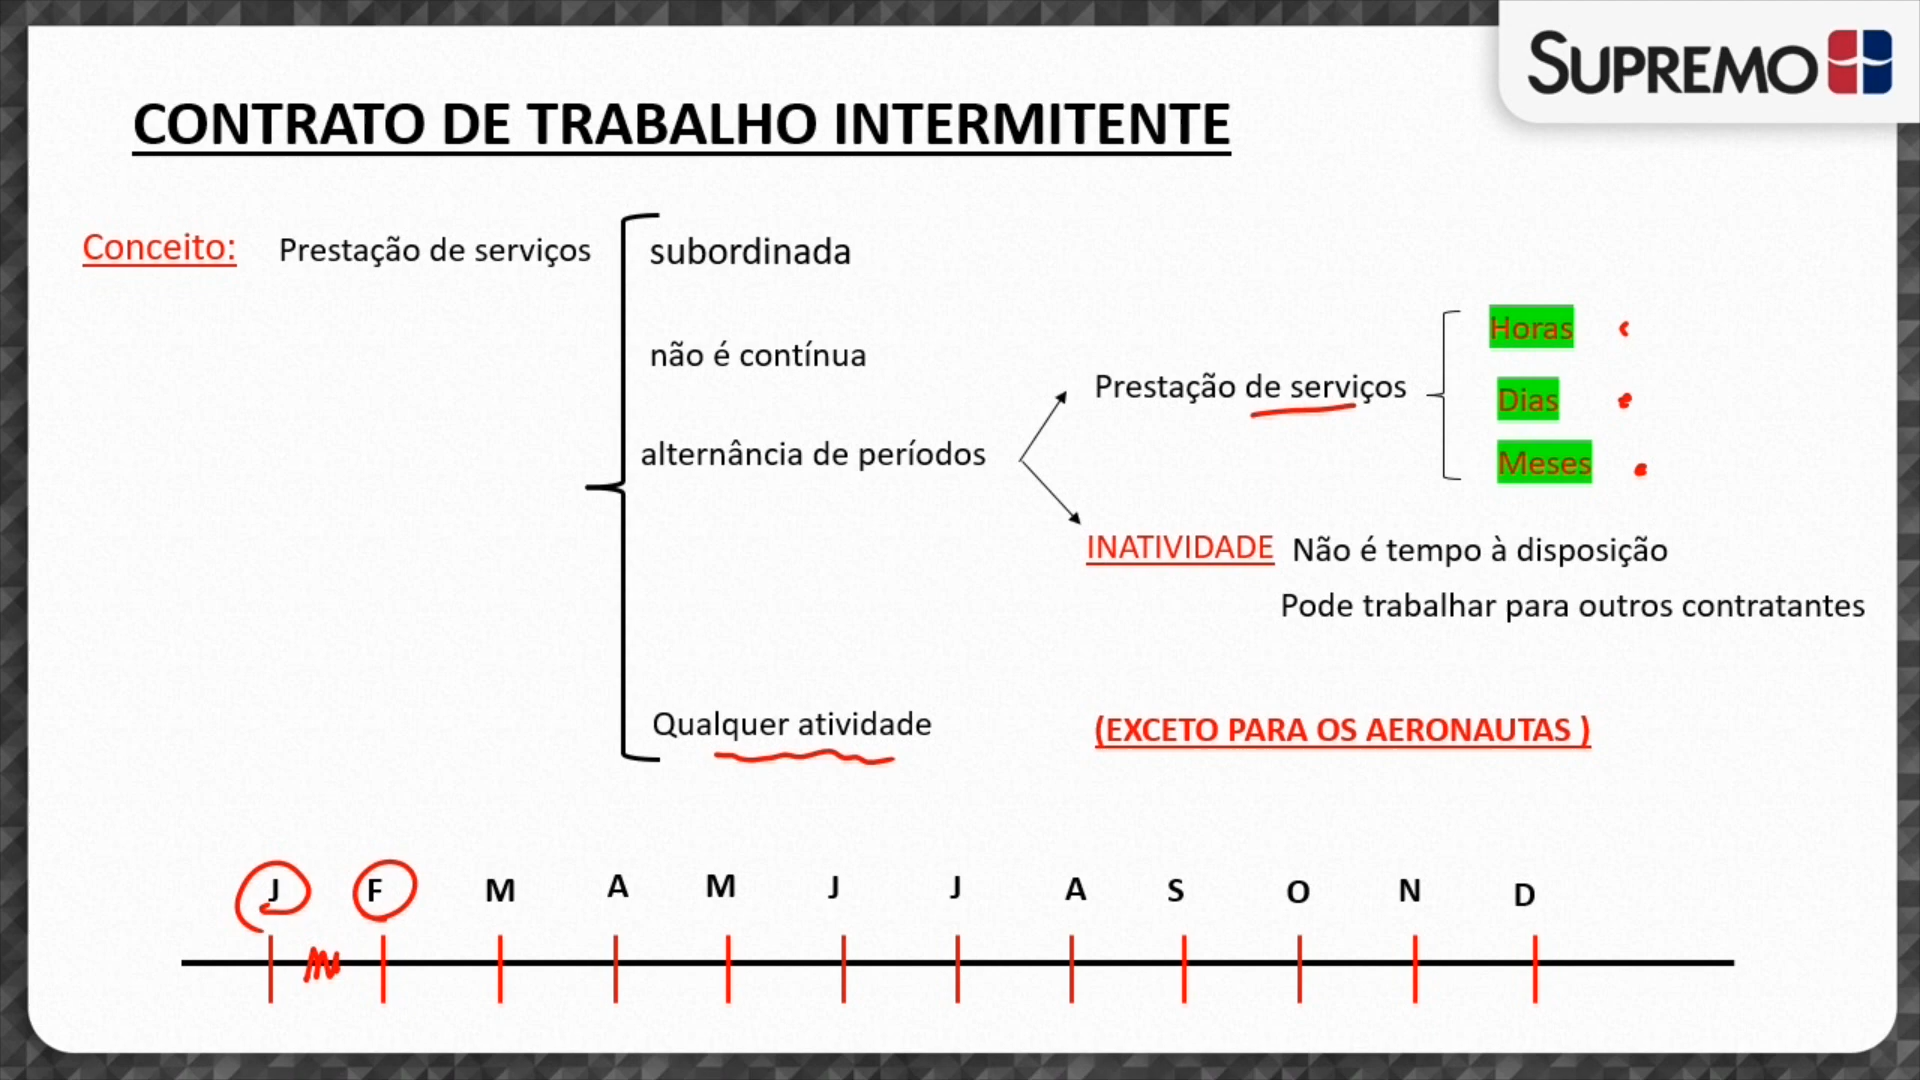 SUPREMO
CONTRATO DE TRABALHO INTERMITENTE
Conceito: Prestação de serviços
subordinada
não é contínua
alternância de períodos
Prestação de serviços
Horas
Dias
Meses
INATIVIDADE Não é tempo à disposição
Pode trabalhar para outros contratantes
Qualquer atividade
(EXCETO PARA OS AERONAUTAS )
J F M A M J J A S O N D